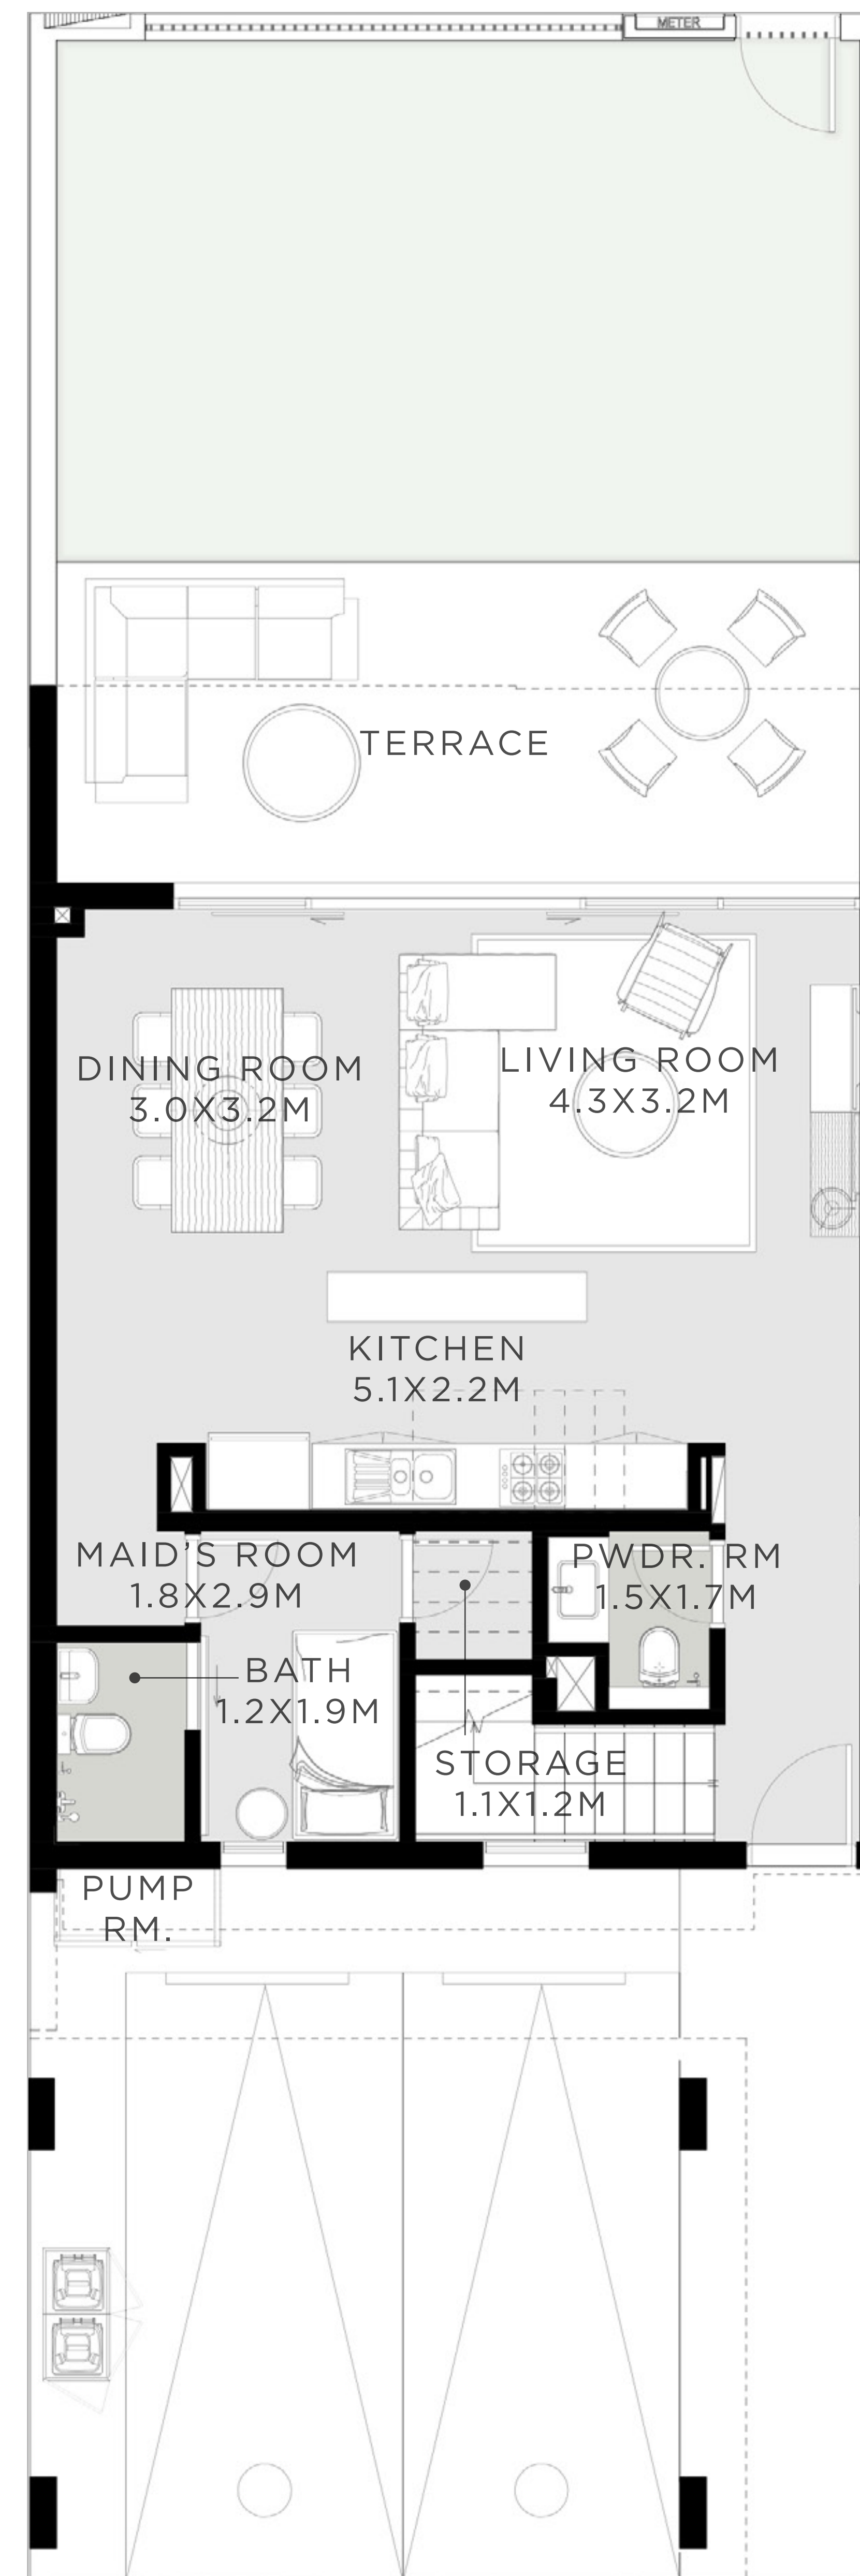 METER
TERRACE
DINING ROOM
3.0X3.2M
LIVING ROOM
4.3X3.2M
KITCHEN
5.1X2.2M
MAID'S ROOM
1.8X2.9M
PWDR. RM
1.5X1.7M
BATH
1.2X1.9M
STORAGE
1.1X1.2M
PUMP
RM.